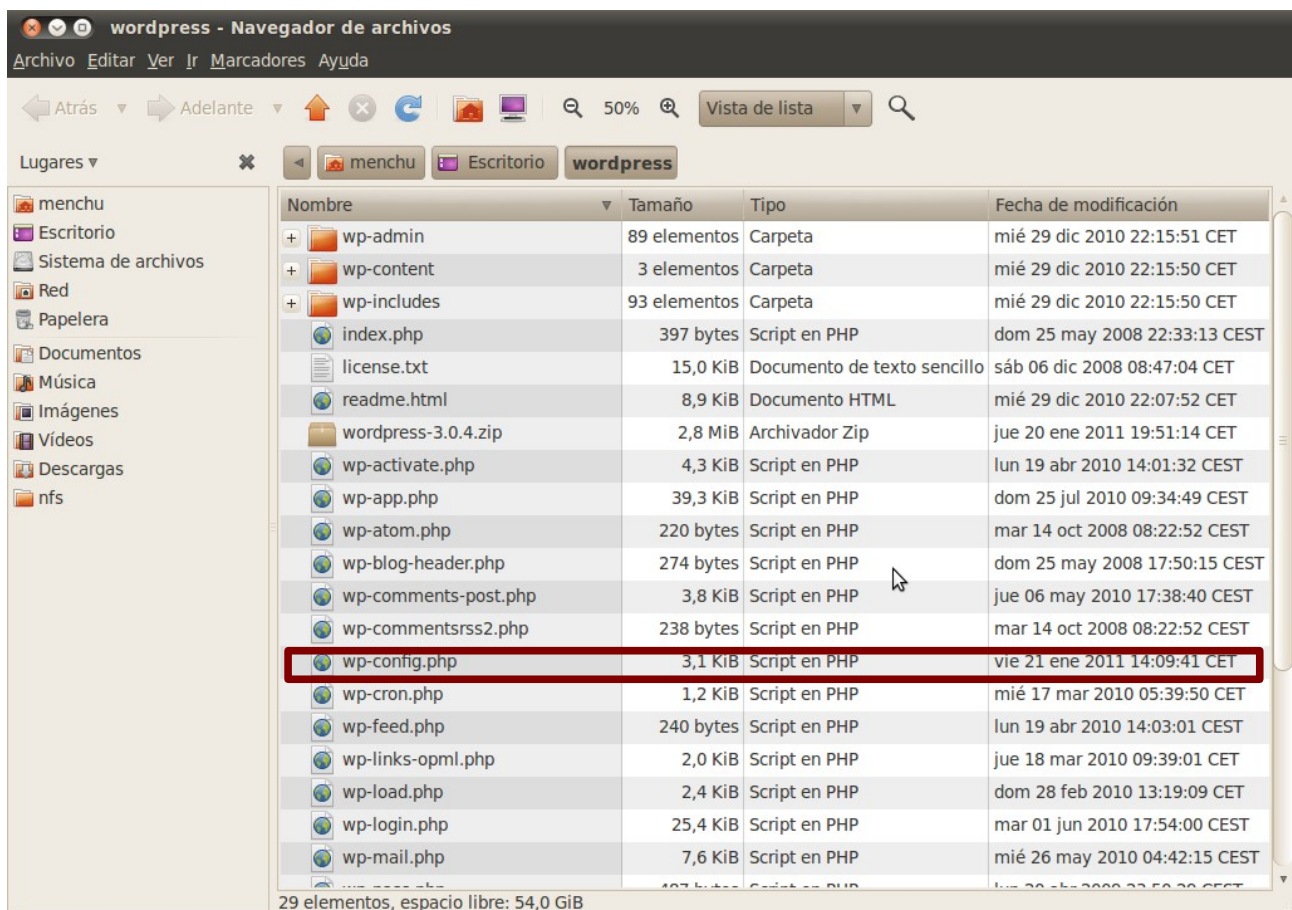 wordpress - Navegador de archivos
Archivo Editar Ver Ir Marcadores Ayuda
Atrás Adelante 50% Vista de lista
Lugares menchu Escritorio wordpress
menchu
Escritorio
Sistema de archivos
Red
Papelera
Documentos
Música
Imágenes
Vídeos
Descargas
nfs
Nombre Tamaño Tipo Fecha de modificación
wp-admin 89 elementos Carpeta mié 29 dic 2010 22:15:51 CET
wp-content 3 elementos Carpeta mié 29 dic 2010 22:15:50 CET
wp-includes 93 elementos Carpeta mié 29 dic 2010 22:15:50 CET
index.php 397 bytes Script en PHP dom 25 may 2008 22:33:13 CEST
license.txt 15,0 KiB Documento de texto sencillo sáb 06 dic 2008 08:47:04 CET
readme.html 8,9 KiB Documento HTML mié 29 dic 2010 22:07:52 CET
wordpress-3.0.4.zip 2,8 MiB Archivador Zip jue 20 ene 2011 19:51:14 CET
wp-activate.php 4,3 KiB Script en PHP lun 19 abr 2010 14:01:32 CEST
wp-app.php 39,3 KiB Script en PHP dom 25 jul 2010 09:34:49 CEST
wp-atom.php 220 bytes Script en PHP mar 14 oct 2008 08:22:52 CEST
wp-blog-header.php 274 bytes Script en PHP dom 25 may 2008 17:50:15 CEST
wp-comments-post.php 3,8 KiB Script en PHP jue 06 may 2010 17:38:40 CEST
wp-commentsrss2.php 238 bytes Script en PHP mar 14 oct 2008 08:22:52 CEST
wp-config.php 3,1 KiB Script en PHP vie 21 ene 2011 14:09:41 CET
wp-cron.php 1,2 KiB Script en PHP mié 17 mar 2010 05:39:50 CET
wp-feed.php 240 bytes Script en PHP lun 19 abr 2010 14:03:01 CEST
wp-links-opml.php 2,0 KiB Script en PHP jue 18 mar 2010 09:39:01 CET
wp-load.php 2,4 KiB Script en PHP dom 28 feb 2010 13:19:09 CET
wp-login.php 25,4 KiB Script en PHP mar 01 jun 2010 17:54:00 CEST
wp-mail.php 7,6 KiB Script en PHP mié 26 may 2010 04:42:15 CEST
29 elementos, espacio libre: 54,0 GiB